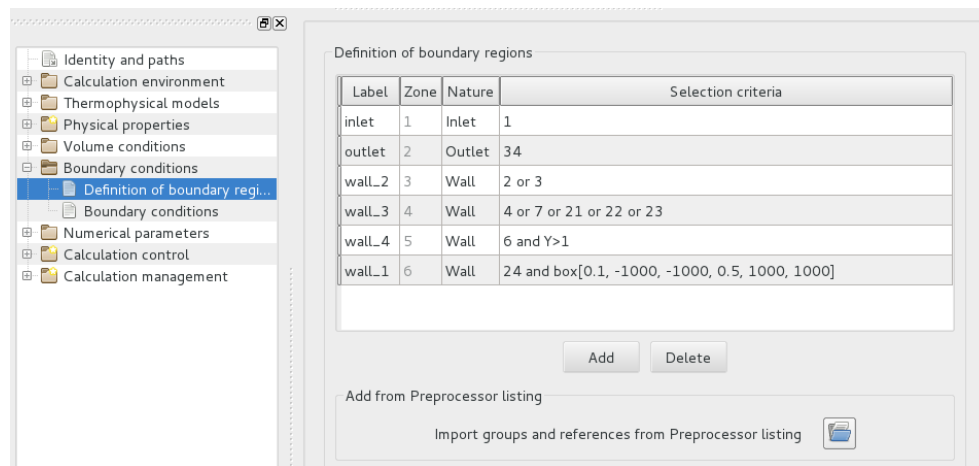 Identity and paths
Calculation environment
Thermophysical models
Physical properties
Volume conditions
Boundary conditions
Definition of boundary regi...
Boundary conditions
Numerical parameters
Calculation control
Calculation management
Definition of boundary regions
Label Zone Nature Selection criteria
inlet 1 Inlet 1
outlet 2 Outlet 34
wall_2 3 Wall 2 or 3
wall_3 4 Wall 4 or 7 or 21 or 22 or 23
wall_4 5 Wall 6 and Y>1
wall_1 6 Wall 24 and box[0.1, -1000, -1000, 0.5, 1000, 1000]
Add Delete
Add from Preprocessor listing
Import groups and references from Preprocessor listing